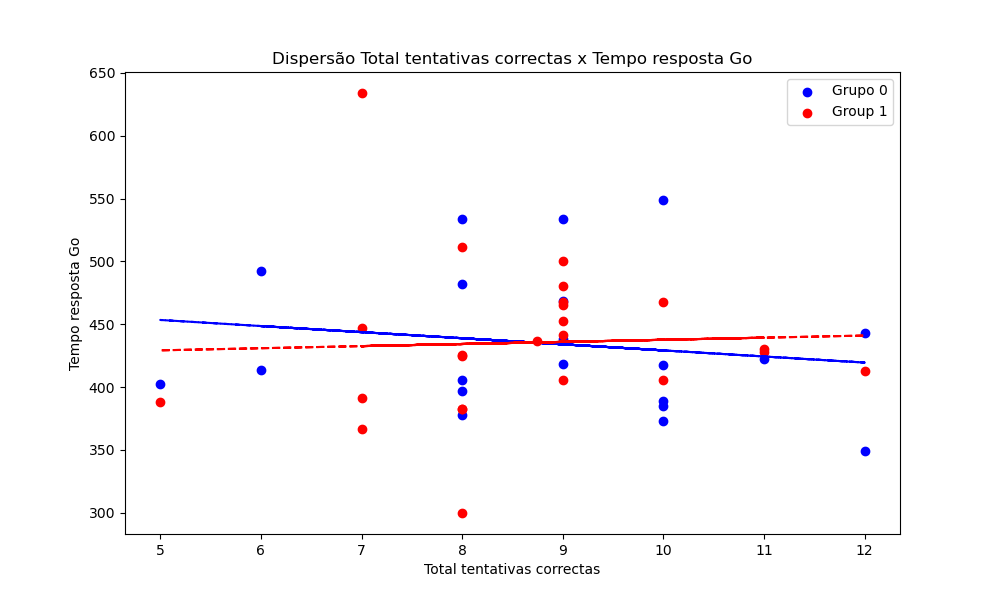 Dispersão Total tentativas correctas x Tempo resposta Go
Grupo 0
Group 1
Tempo resposta Go
650
600
550
500
450
400
350
300
5 6 7 8 9 10 11 12
Total tentativas correctas